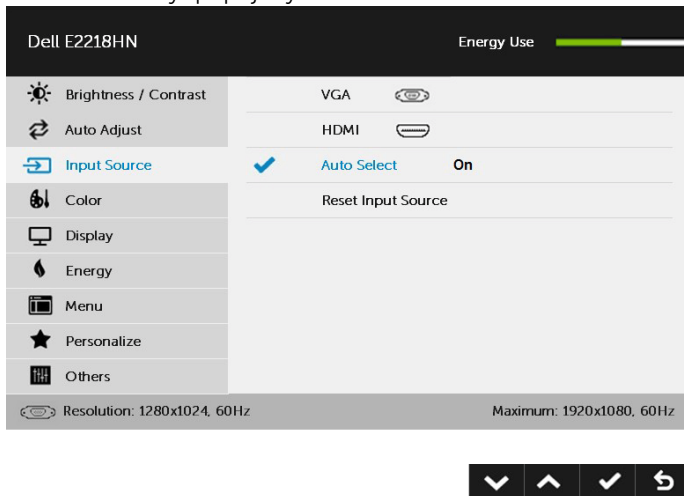 Dell E2218HN Energy Use
Brightness / Contrast VGA
Auto Adjust HDMI
Input Source Auto Select On
Color Reset Input Source
Display
Energy
Menu
Personalize
Others
Resolution: 1280x1024, 60Hz Maximum: 1920x1080, 60Hz